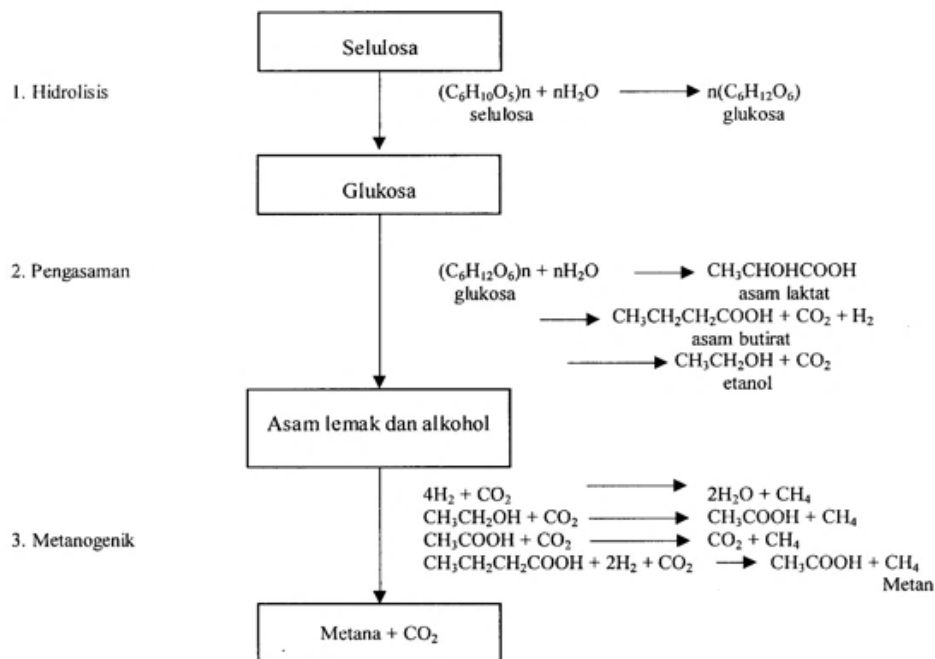 Selulosa
1. Hidrolisis
(C₆H₁₀O₅)n + nH₂O → n(C₆H₁₂O₆)
selulosa glukosa
Glukosa
2. Pengasaman
(C₆H₁₂O₆)n + nH₂O → CH₃CHOHCOOH
glukosa asam laktat
→ CH₃CH₂CH₂COOH + CO₂ + H₂
asam butirat
→ CH₃CH₂OH + CO₂
etanol
Asam lemak dan alkohol
4H₂ + CO₂ → 2H₂O + CH₄
CH₃CH₂OH + CO₂ → CH₃COOH + CH₄
3. Metanogenik
CH₃COOH + CO₂ → CO₂ + CH₄
CH₃CH₂CH₂COOH + 2H₂ + CO₂ → CH₃COOH + CH₄
Metan
Metana + CO₂